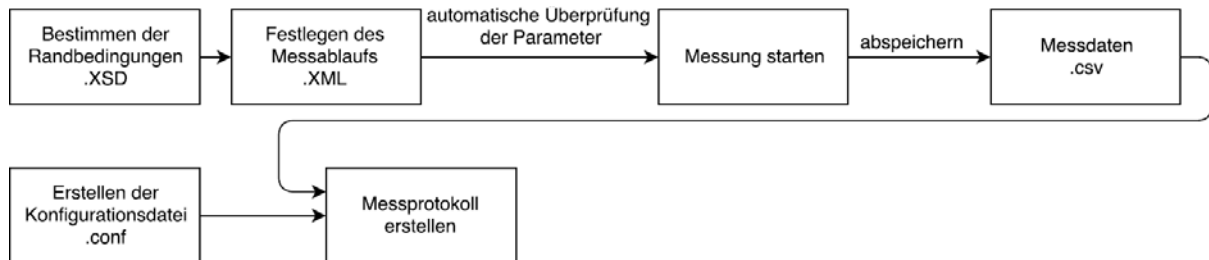 Bestimmen der
Randbedingungen
.XSD
Festlegen des
Messablaufs
.XML
automatische Überprüfung
der Parameter
Messung starten
abspeichern
Messdaten
.csv
Erstellen der
Konfigurationsdatei
.conf
Messprotokoll
erstellen